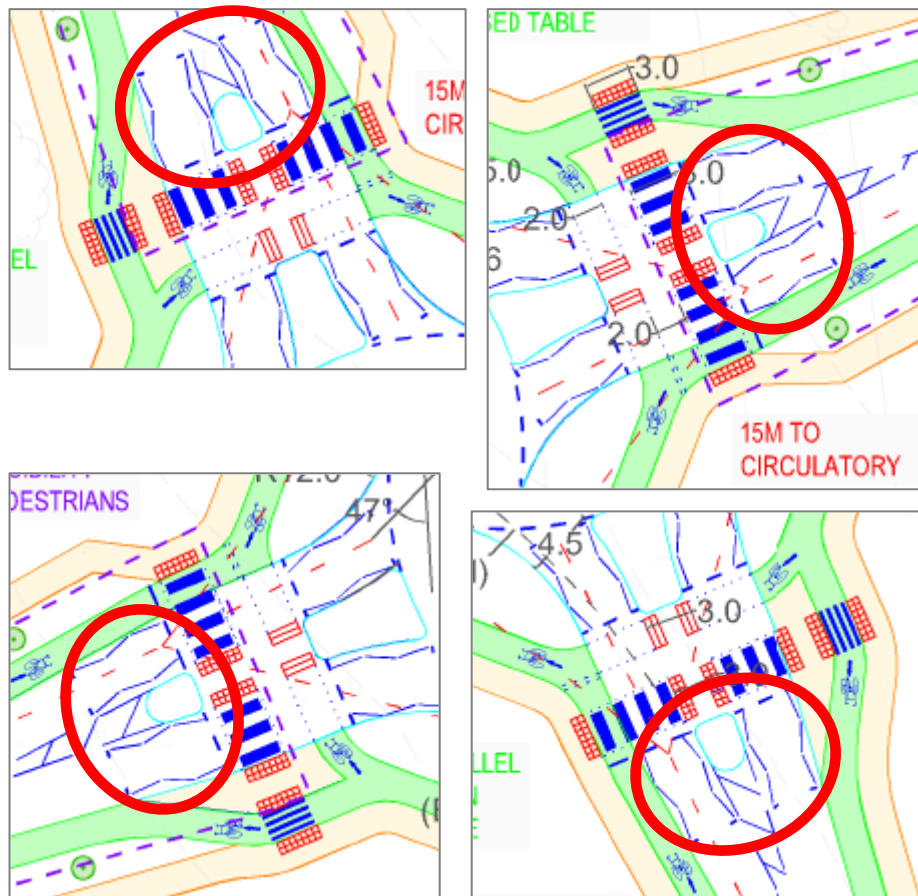 15M
CIR
EL
SED TABLE
3.0
3.0
5.0
2.0
6
2.0
15M TO
CIRCULATORY
DESTRIANS
47°
4.5
3.0
LLEL
N
E